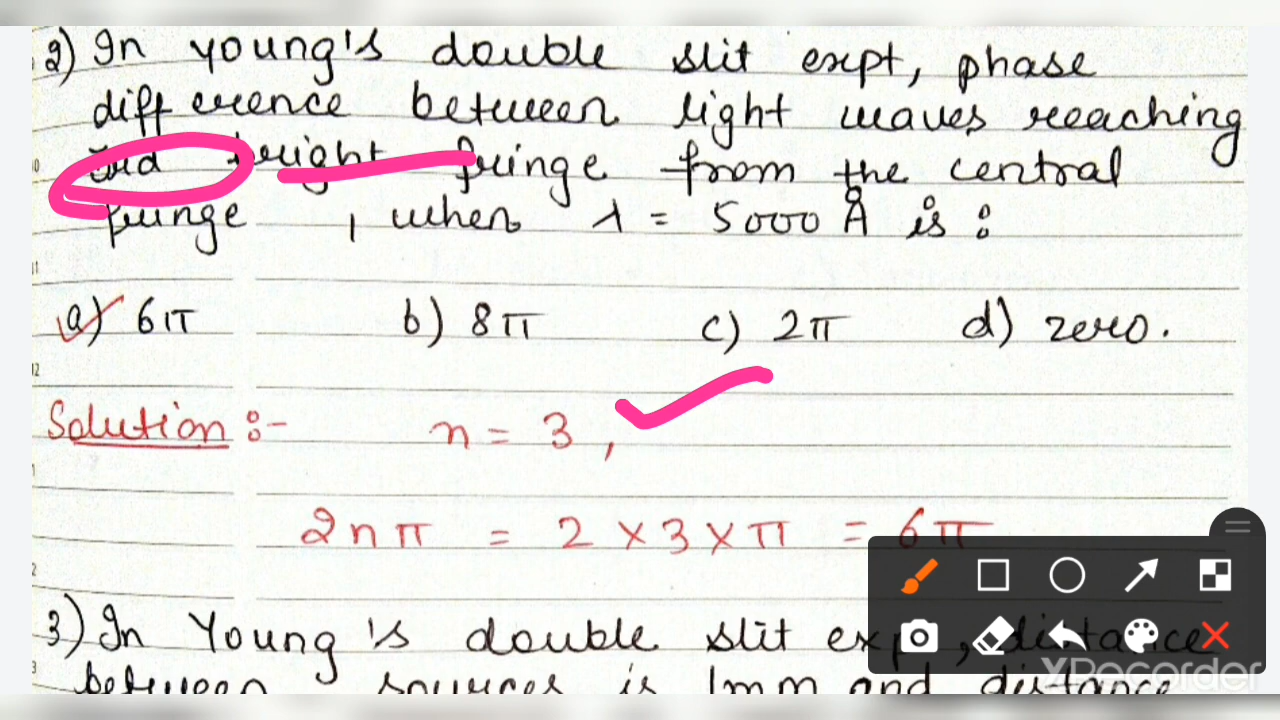 2) In Young's double slit expt, phase
difference between light waves reaching
3rd bright fringe from the central
fringe , when λ = 5000 Å is :
a) 6π b) 8π c) 2π d) zero.
Solution :- n = 3 ,
2nπ = 2 × 3 × π = 6π
3) In Young's double slit exp, distance
between sources is 1mm and distance
XRecorder